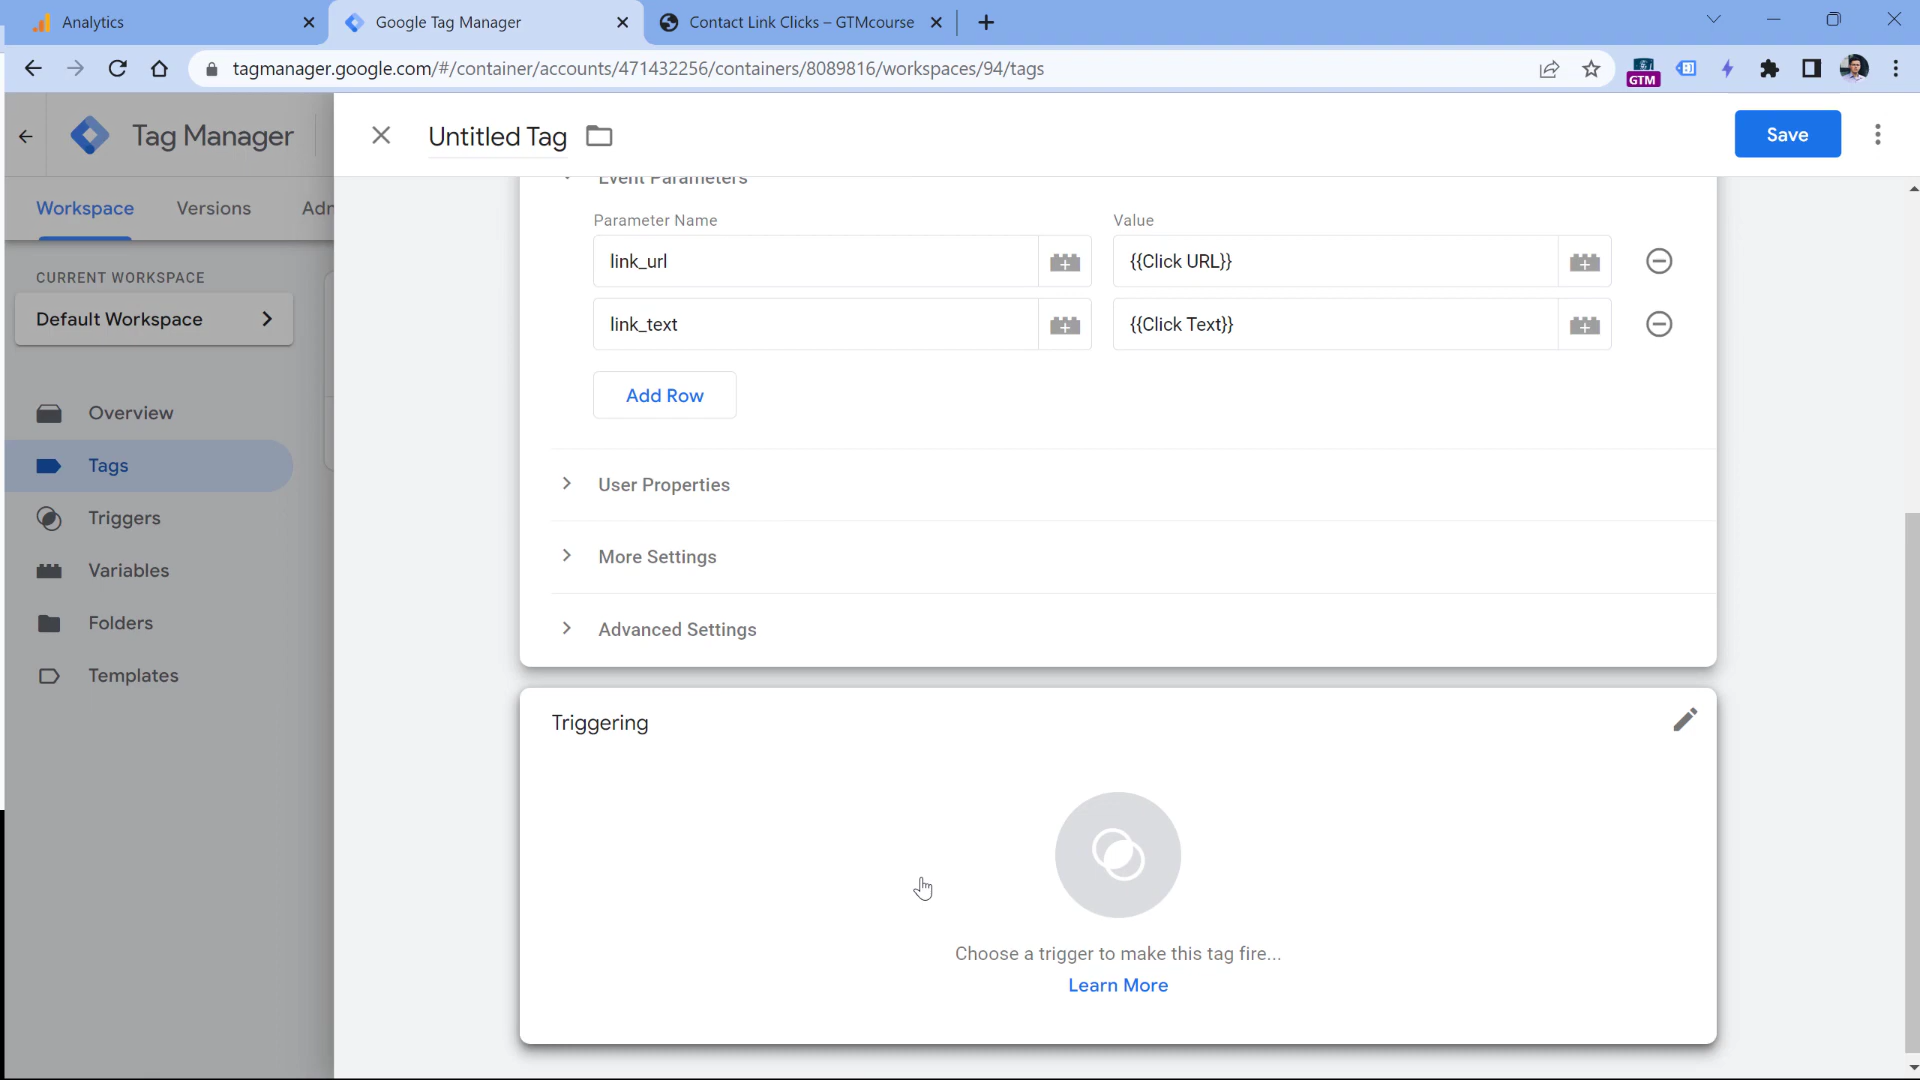 Analytics
Google Tag Manager
Contact Link Clicks – GTMcourse
tagmanager.google.com/#/container/accounts/471432256/containers/8089816/workspaces/94/tags
GTM
Tag Manager
Untitled Tag
Save
Workspace
Versions
Adn
Event Parameters
CURRENT WORKSPACE
Default Workspace
Overview
Tags
Triggers
Variables
Folders
Templates
Parameter Name
Value
link_url
{{Click URL}}
link_text
{{Click Text}}
Add Row
User Properties
More Settings
Advanced Settings
Triggering
Choose a trigger to make this tag fire...
Learn More